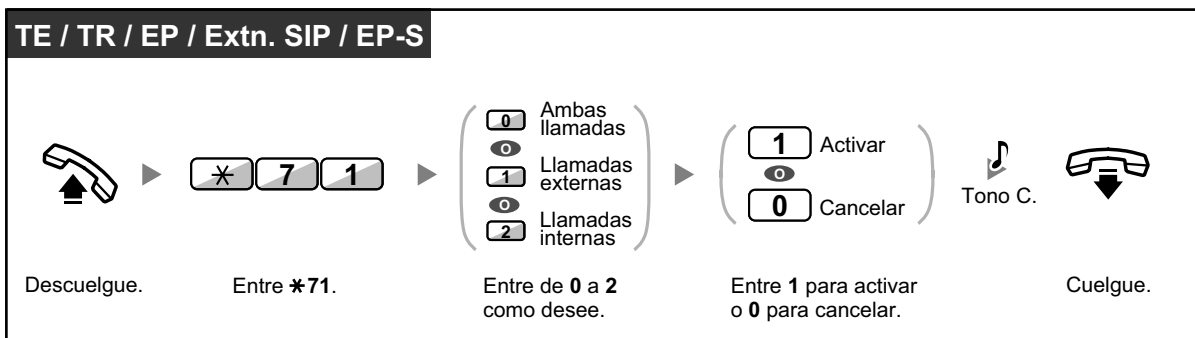 TE / TR / EP / Extn. SIP / EP-S
✳ 7 1
0 Ambas
llamadas
O
1 Llamadas
externas
O
2 Llamadas
internas
1 Activar
O
0 Cancelar
Tono C.
Descuelgue.
Entre ✳71.
Entre de 0 a 2
como desee.
Entre 1 para activar
o 0 para cancelar.
Cuelgue.